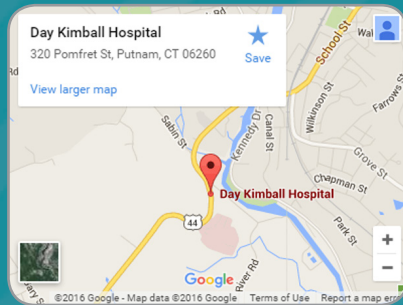 Day Kimball Hospital
320 Pomfret St, Putnam, CT 06260
Save
View larger map
School St
Wilkinson St
Farrows S
Sabin St
Kennedy Dr
Canal St
Grove St
Chapman St
Day Kimball Hospital
44
Park St
River Rd
Google
+
−
©2016 Google - Map data ©2016 Google Terms of Use Report a map erro